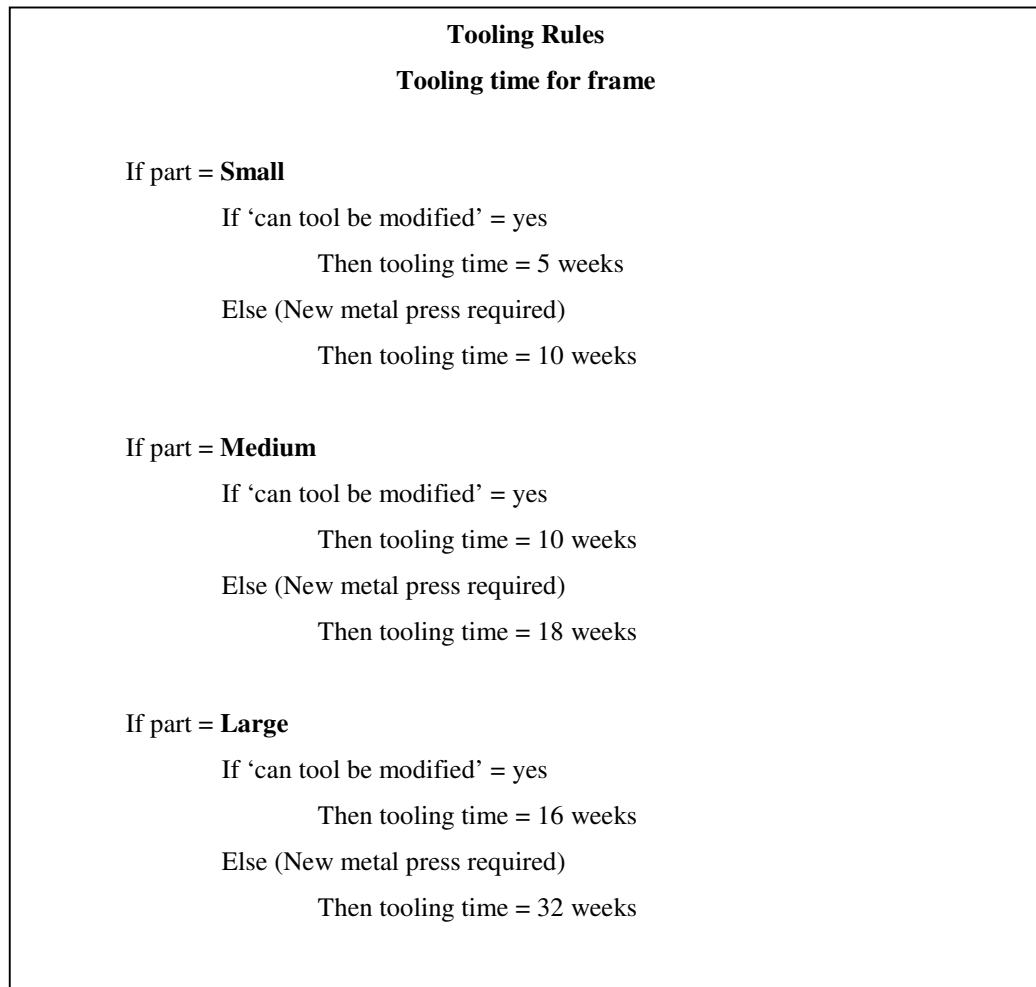 Tooling Rules
Tooling time for frame
If part = Small
If ‘can tool be modified’ = yes
Then tooling time = 5 weeks
Else (New metal press required)
Then tooling time = 10 weeks
If part = Medium
If ‘can tool be modified’ = yes
Then tooling time = 10 weeks
Else (New metal press required)
Then tooling time = 18 weeks
If part = Large
If ‘can tool be modified’ = yes
Then tooling time = 16 weeks
Else (New metal press required)
Then tooling time = 32 weeks